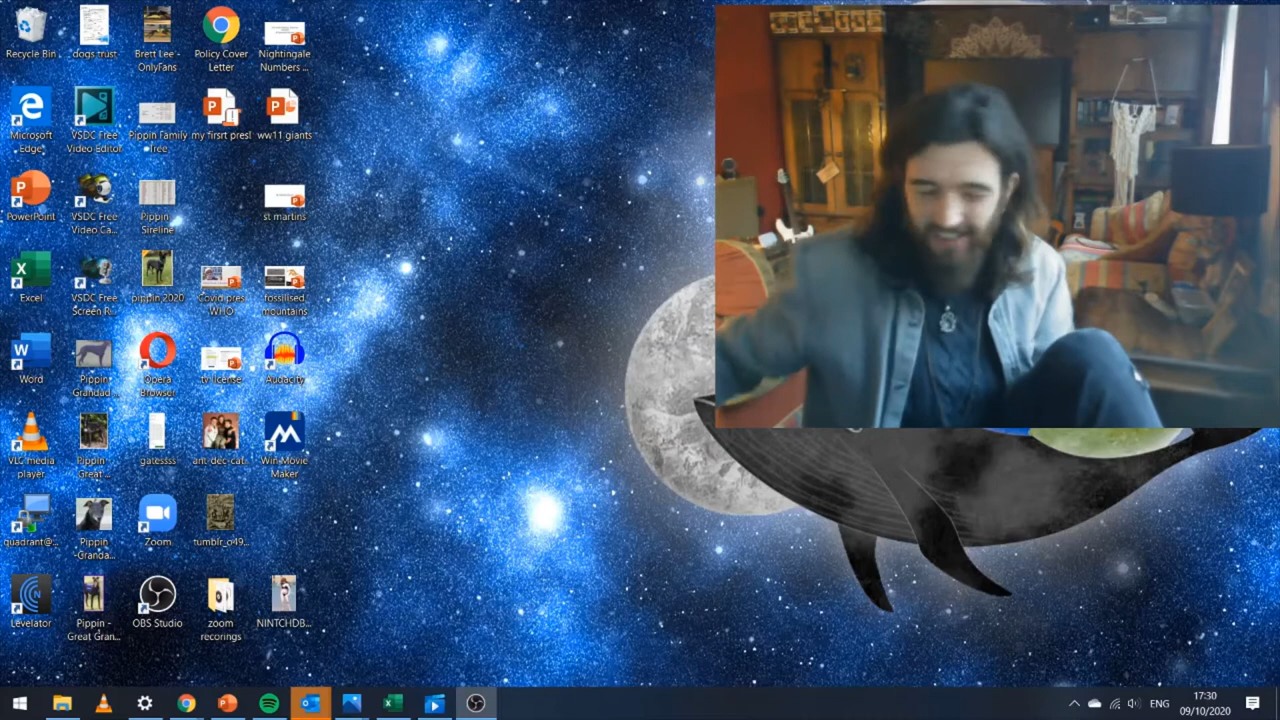 Recycle Bin
dogs trust
Brett Lee -
OnlyFans
Policy Cover
Letter
Nightingale
Numbers ...
Microsoft
Edge
VSDC Free
Video Editor
Pippin Family
Tree
my firsrt pres!
ww11 giants
PowerPoint
VSDC Free
Video Ca...
Pippin
Sireline
st martins
Excel
VSDC Free
Screen R...
pippin 2020
Covid pres
WHO
fossilised
mountains
Word
Pippin
Grandad ...
Opera
Browser
tv license
Audacity
VLC media
player
Pippin -
Great ...
gatessss
ant-dec-cat...
Win Movie
Maker
quadrant@...
Pippin
-Granda...
Zoom
tumblr_o49...
Levelator
Pippin -
Great Gran...
OBS Studio
zoom
recorings
NINTCHDB...
ENG
17:30
09/10/2020